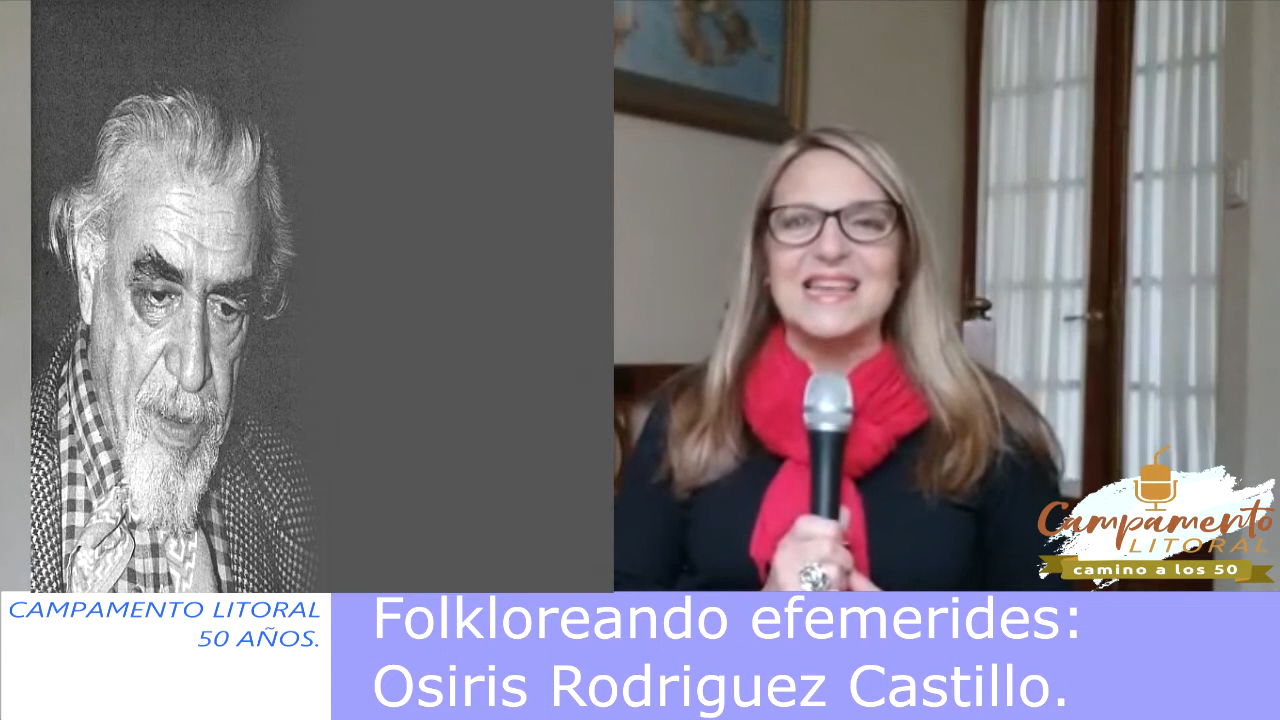 Campamento
LITORAL
camino a los 50
CAMPAMENTO LITORAL
50 AÑOS.
Folkloreando efemerides:
Osiris Rodriguez Castillo.